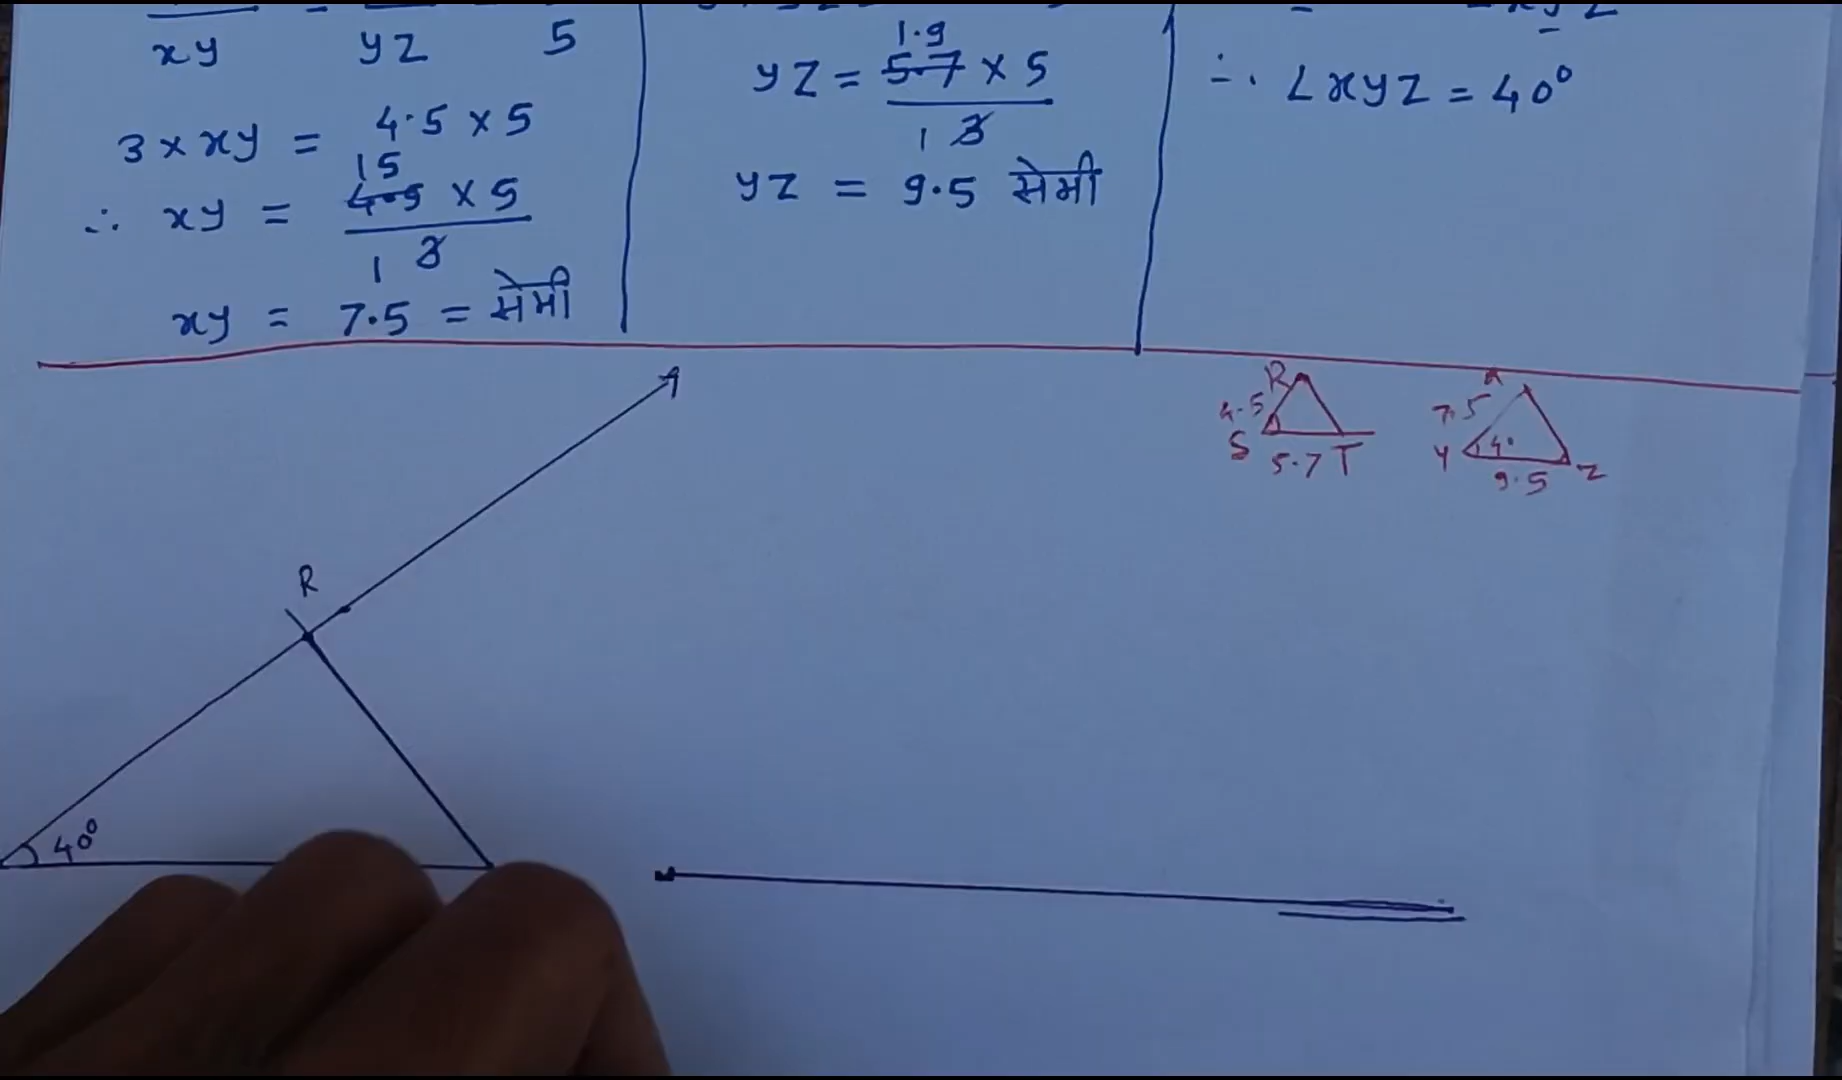 xy yz 5
3 × xy = 4.5 × 5
15
∴ xy = 4.5 × 5
1 3
xy = 7.5 = सेमी
1.9
yz = 5.7 × 5
1 3
yz = 9.5 सेमी
∴ ∠xyz = 40°
R
4.5
S
5.7 T
x
7.5
y 4°
9.5 z
R
40°